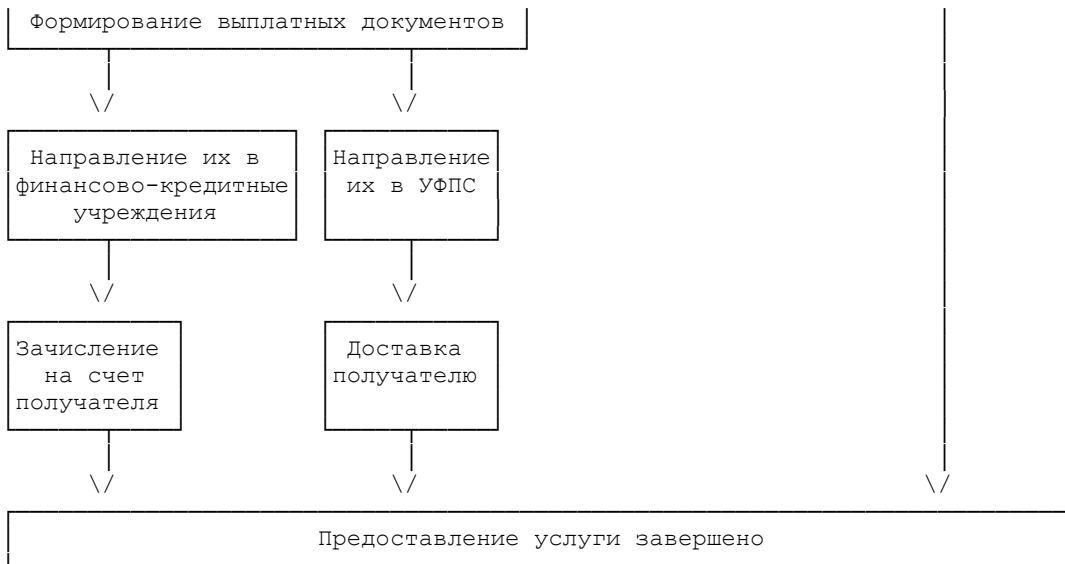 Формирование выплатных документов
Направление их в
финансово-кредитные
учреждения
Направление
их в УФПС
Зачисление
на счет
получателя
Доставка
получателю
Предоставление услуги завершено